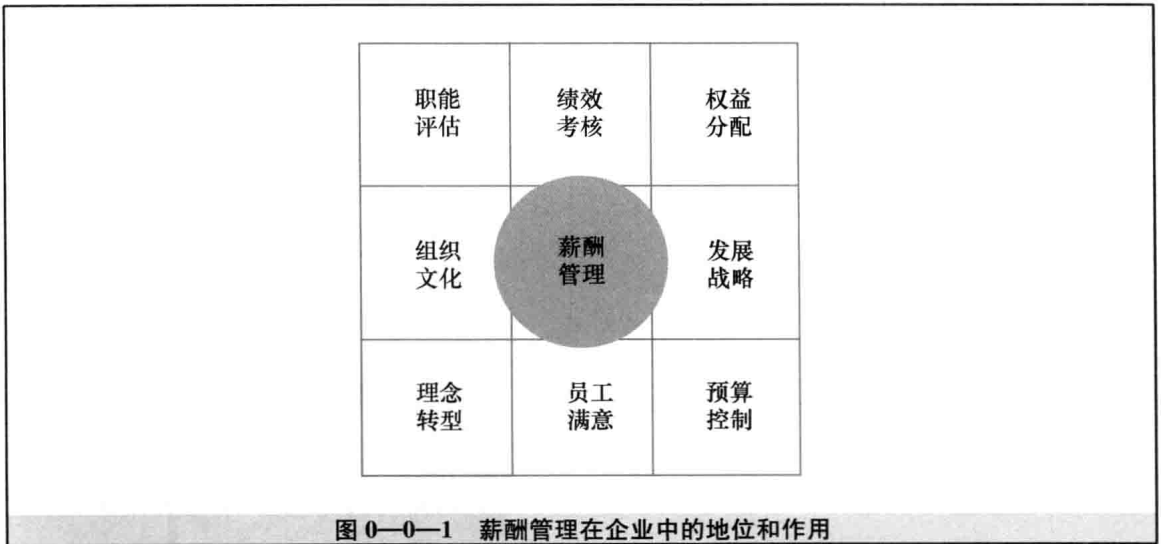 职能 绩效 权益
评估 考核 分配
组织 薪酬 发展
文化 管理 战略
理念 员工 预算
转型 满意 控制
图 0—0—1 薪酬管理在企业中的地位和作用